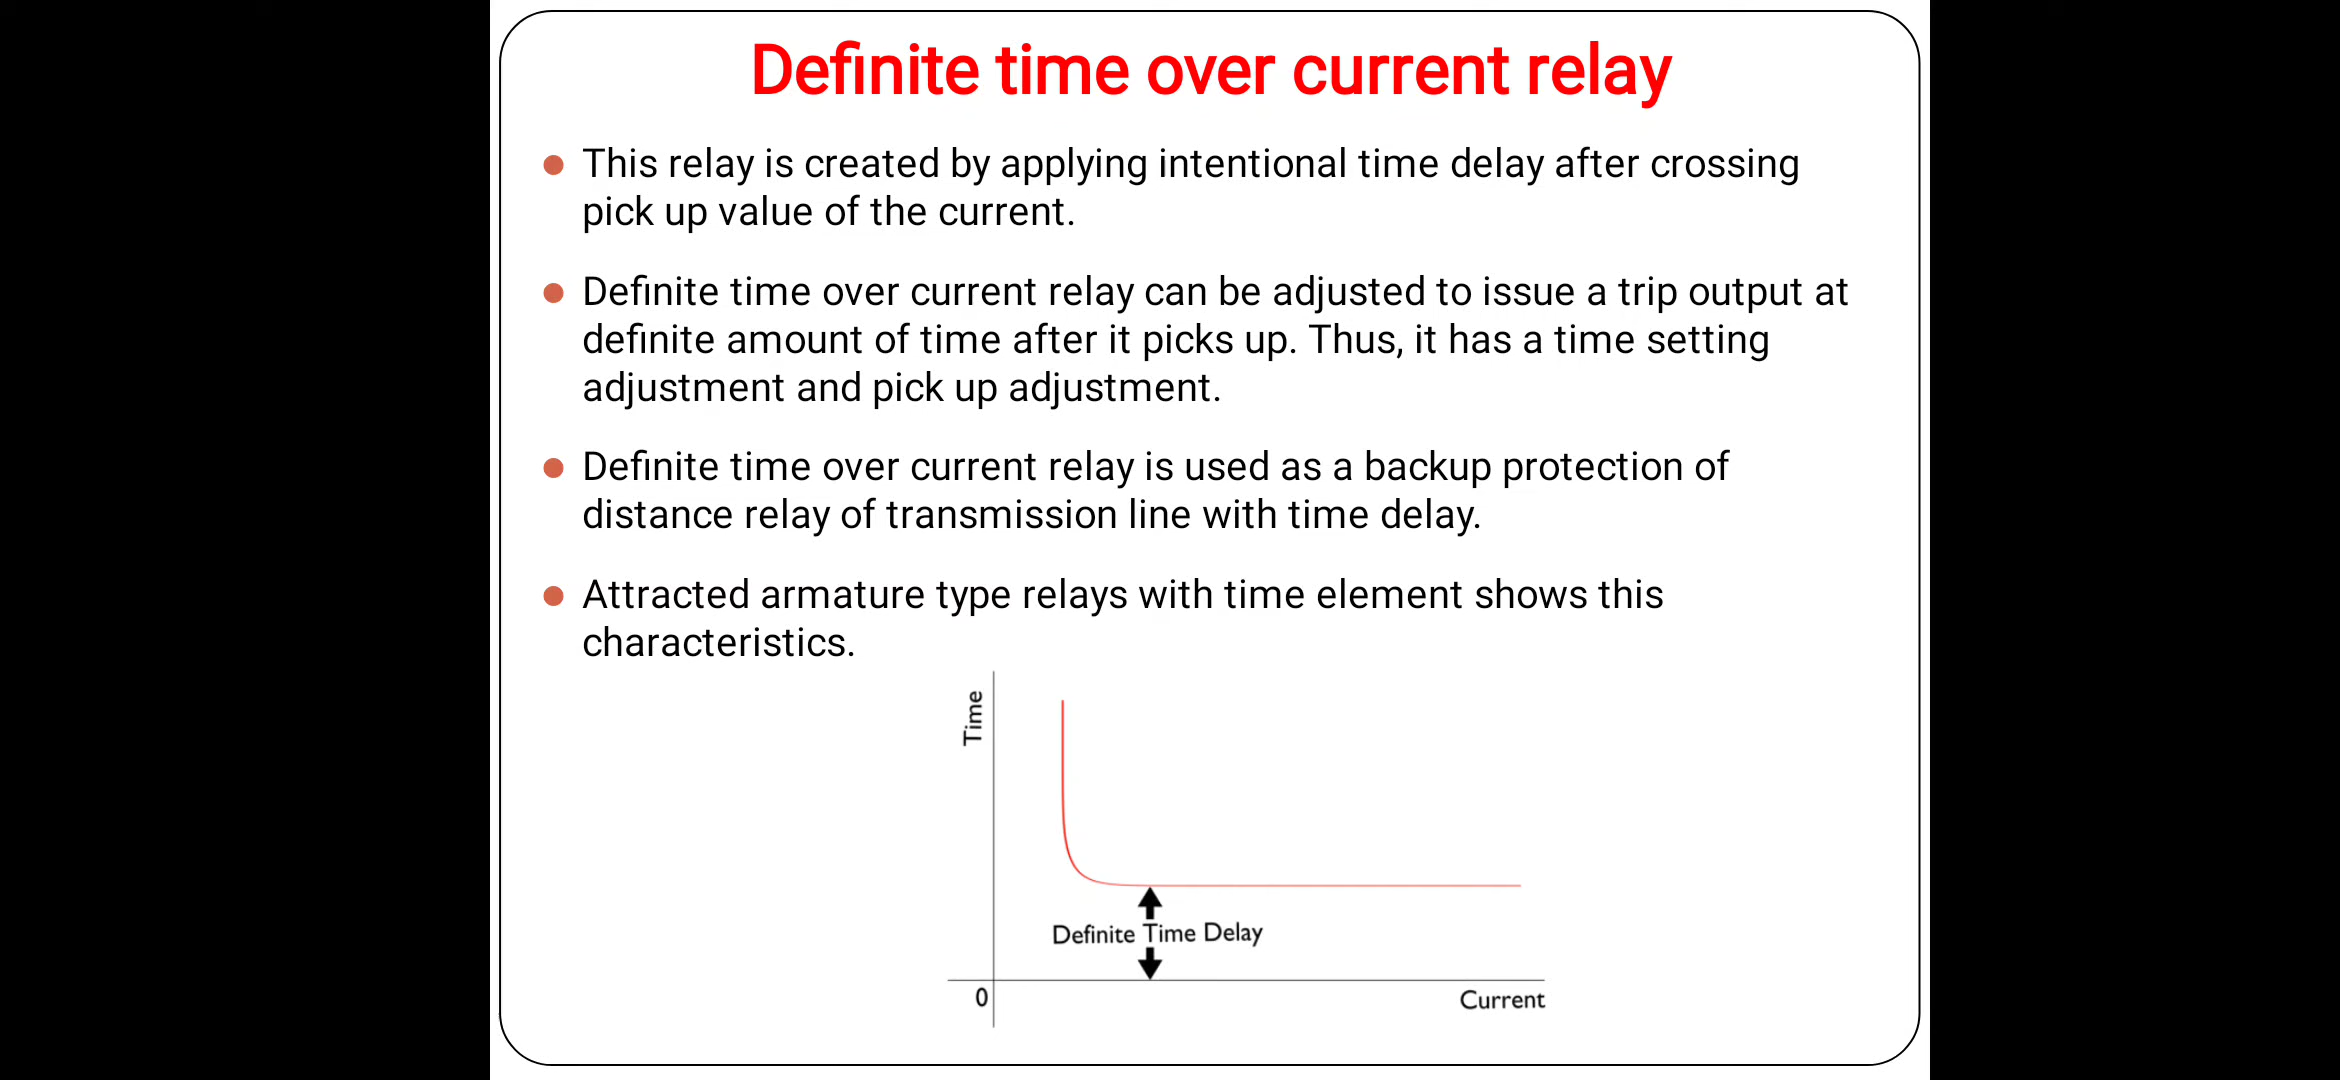 Definite time over current relay
This relay is created by applying intentional time delay after crossing
pick up value of the current.
Definite time over current relay can be adjusted to issue a trip output at
definite amount of time after it picks up. Thus, it has a time setting
adjustment and pick up adjustment.
Definite time over current relay is used as a backup protection of
distance relay of transmission line with time delay.
Attracted armature type relays with time element shows this
characteristics.
Time
Definite Time Delay
0
Current